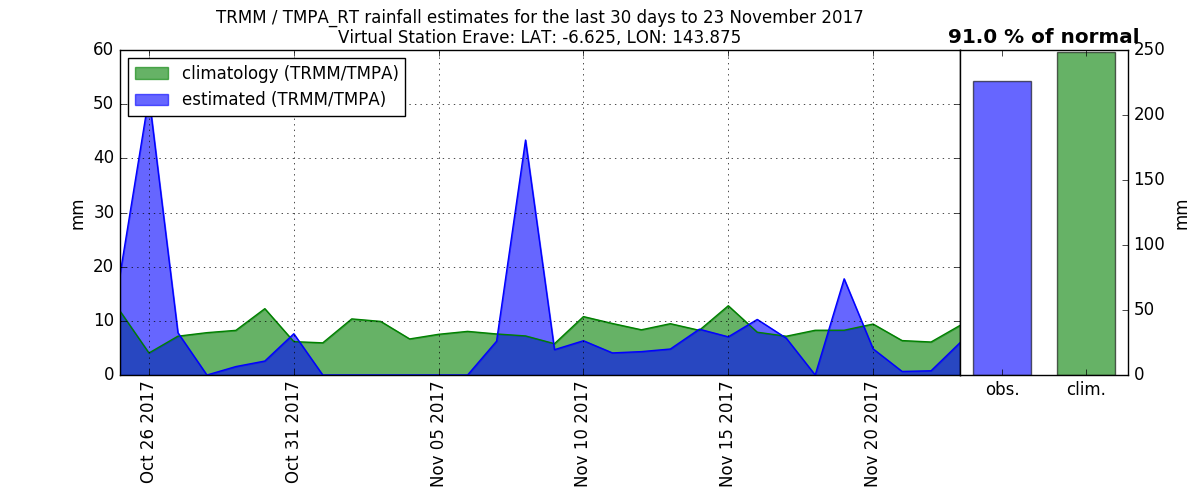 TRMM / TMPA_RT rainfall estimates for the last 30 days to 23 November 2017
Virtual Station Erave: LAT: -6.625, LON: 143.875
91.0 % of normal
climatology (TRMM/TMPA)
estimated (TRMM/TMPA)
60
50
40
30
20
10
0
mm
Oct 26 2017
Oct 31 2017
Nov 05 2017
Nov 10 2017
Nov 15 2017
Nov 20 2017
250
200
150
100
50
0
mm
obs.
clim.